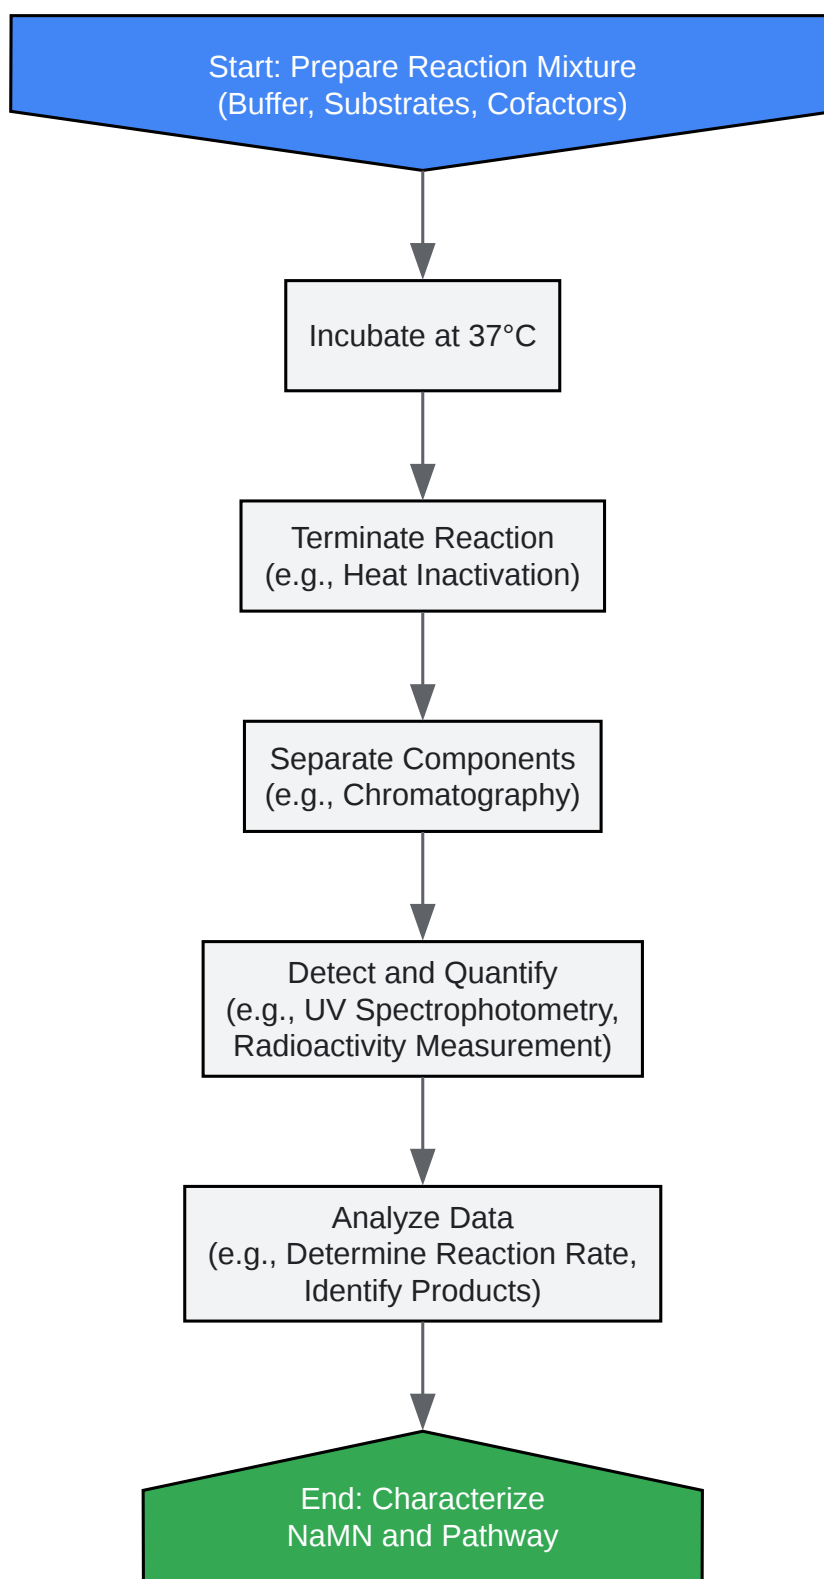 Start: Prepare Reaction Mixture
(Buffer, Substrates, Cofactors)
Incubate at 37°C
Terminate Reaction
(e.g., Heat Inactivation)
Separate Components
(e.g., Chromatography)
Detect and Quantify
(e.g., UV Spectrophotometry,
Radioactivity Measurement)
Analyze Data
(e.g., Determine Reaction Rate,
Identify Products)
End: Characterize
NaMN and Pathway